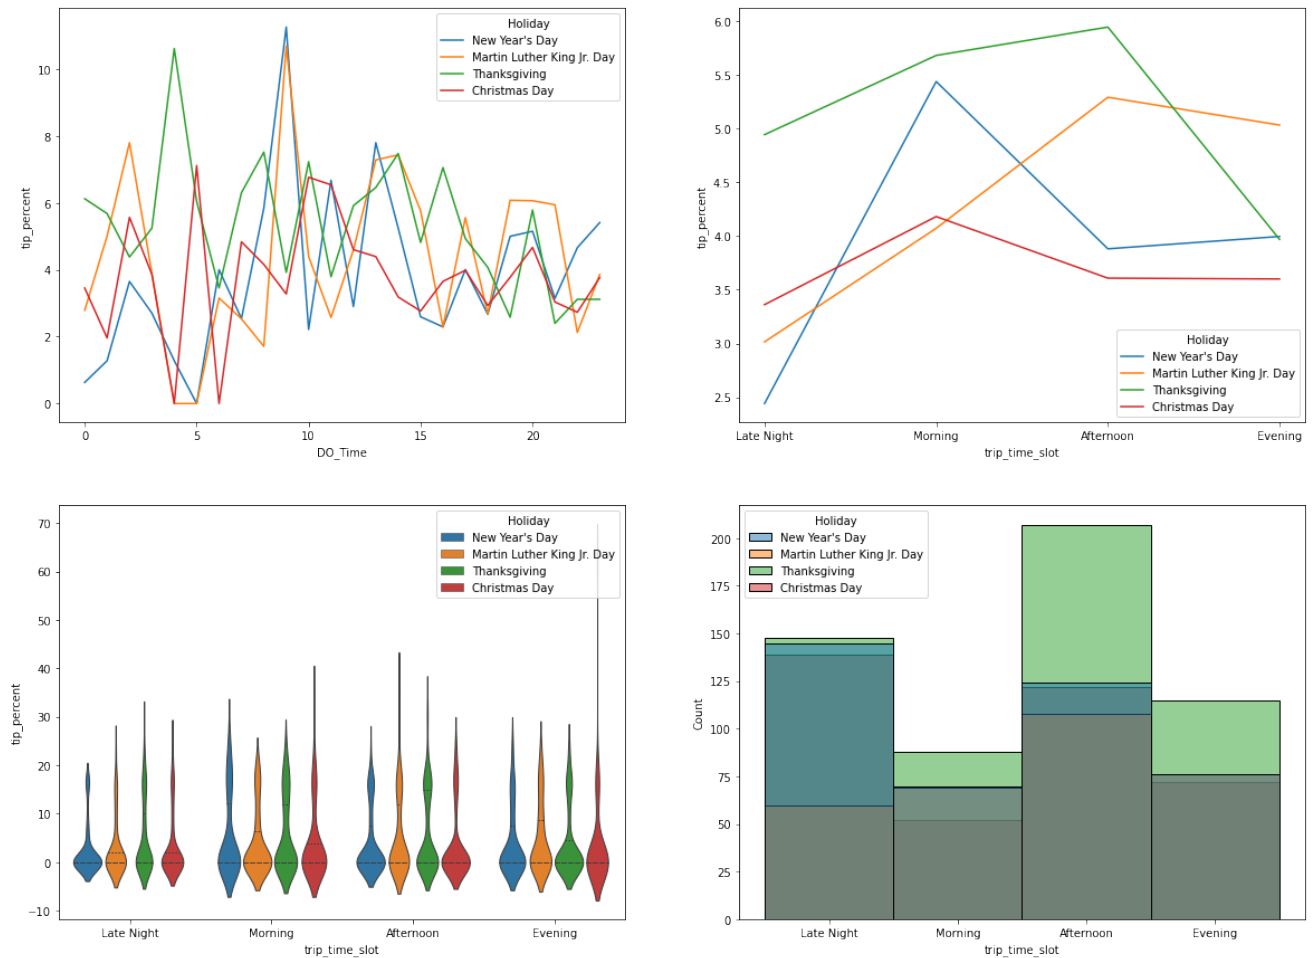 Holiday
New Year's Day
Martin Luther King Jr. Day
Thanksgiving
Christmas Day
10
8
6
4
2
0
tip_percent
0 5 10 15 20
DO_Time
6.0
5.5
5.0
4.5
4.0
3.5
3.0
2.5
tip_percent
Holiday
New Year's Day
Martin Luther King Jr. Day
Thanksgiving
Christmas Day
Late Night Morning Afternoon Evening
trip_time_slot
70
60
50
40
30
20
10
0
−10
tip_percent
Holiday
New Year's Day
Martin Luther King Jr. Day
Thanksgiving
Christmas Day
Late Night Morning Afternoon Evening
trip_time_slot
Holiday
New Year's Day
Martin Luther King Jr. Day
Thanksgiving
Christmas Day
200
175
150
125
100
75
50
25
0
Count
Late Night Morning Afternoon Evening
trip_time_slot